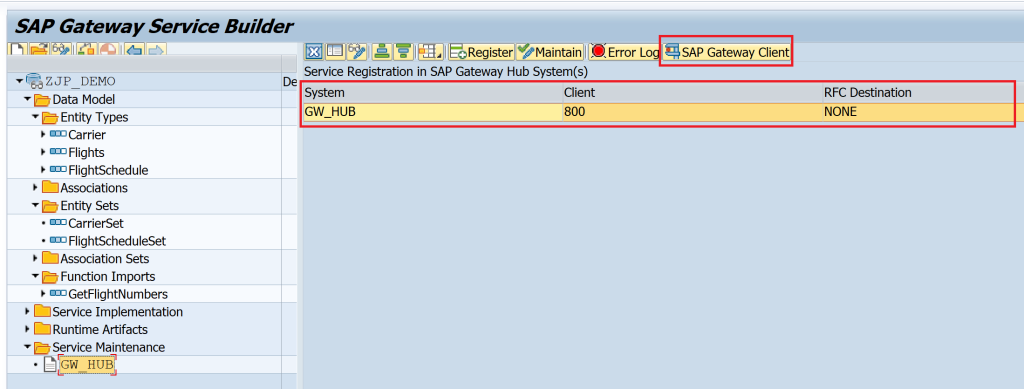 SAP Gateway Service Builder
Register Maintain Error Log SAP Gateway Client
Service Registration in SAP Gateway Hub System(s)
System Client RFC Destination
GW_HUB 800 NONE
ZJP_DEMO De
Data Model
Entity Types
Carrier
Flights
FlightSchedule
Associations
Entity Sets
CarrierSet
FlightScheduleSet
Association Sets
Function Imports
GetFlightNumbers
Service Implementation
Runtime Artifacts
Service Maintenance
GW_HUB